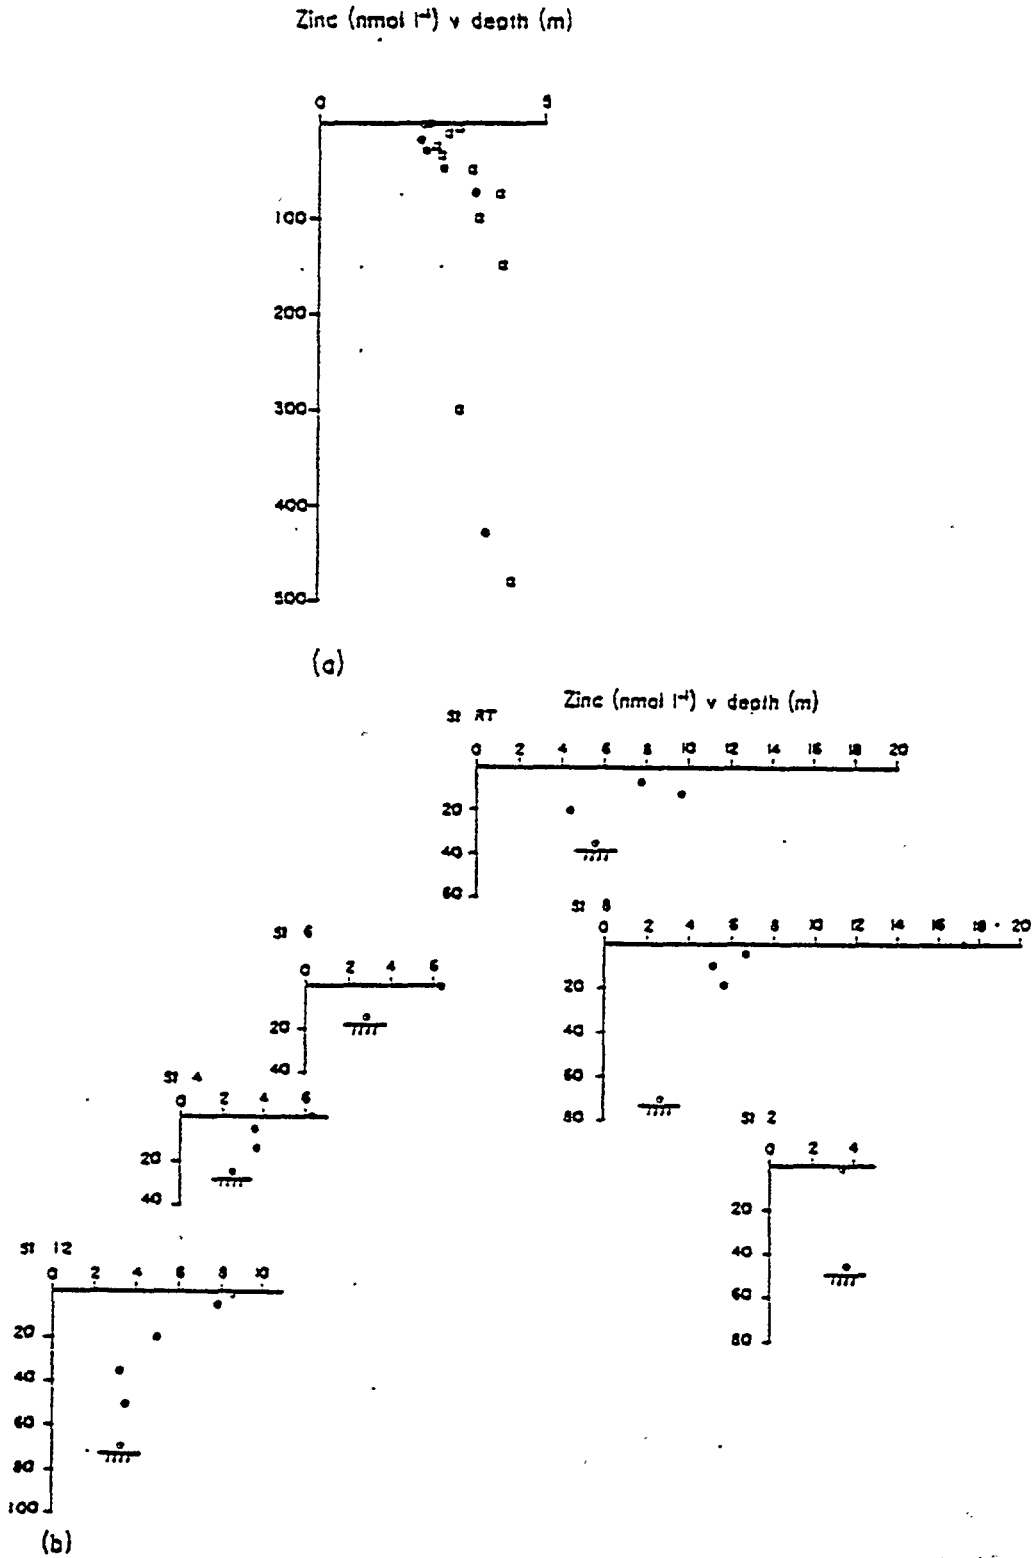 Zinc (nmol l⁻¹) v depth (m)
0 5
100
200
300
400
500
(a)
Zinc (nmol l⁻¹) v depth (m)
St RT
0 2 4 6 8 10 12 14 16 18 20
20
40
60
St 8
0 2 4 6 8 10 12 14 16 18 20
20
40
60
80
St 6
0 2 4 6
20
40
St 4
0 2 4 6
20
40
St 2
0 2 4
20
40
60
80
St 12
0 2 4 6 8 10
20
40
60
80
100
(b)